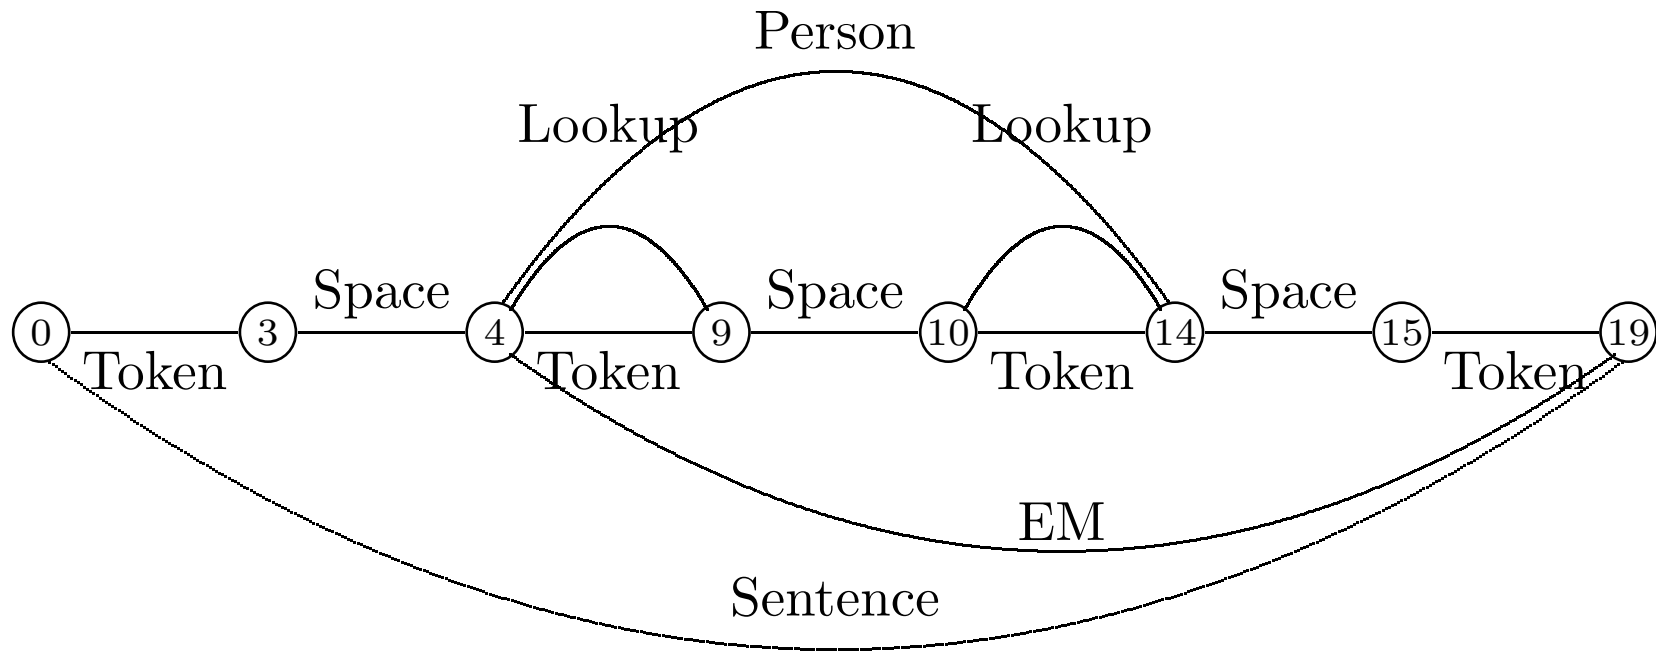 Person
Lookup Lookup
Space Space Space
0 3 4 9 10 14 15 19
Token Token Token Token
EM
Sentence